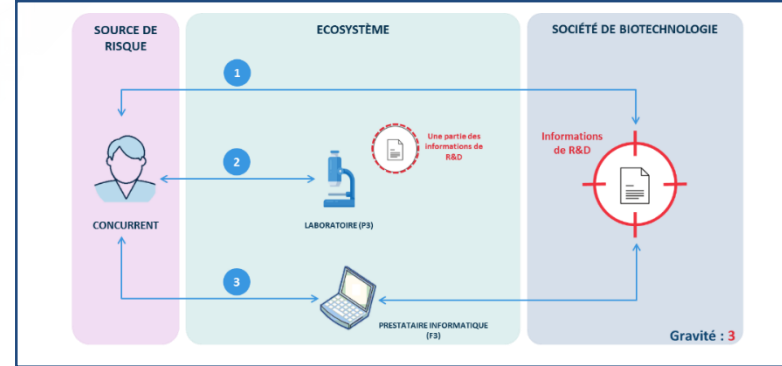 SOURCE DE
RISQUE
ECOSYSTÈME
SOCIÉTÉ DE BIOTECHNOLOGIE
1
Une partie des
informations de
R&D
Informations
de R&D
2
CONCURRENT
LABORATOIRE (P3)
3
PRESTATAIRE INFORMATIQUE
(F3)
Gravité : 3